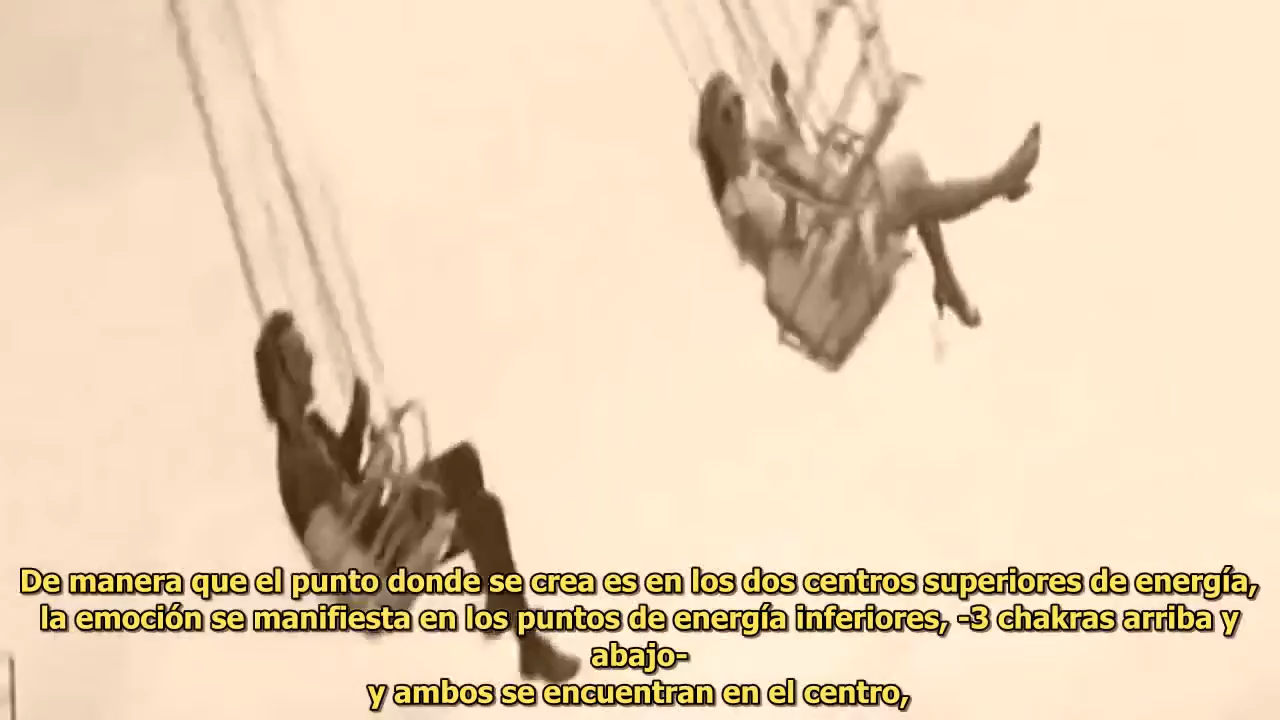 De manera que el punto donde se crea es en los dos centros superiores de energía,
la emoción se manifiesta en los puntos de energía inferiores, -3 chakras arriba y
abajo-
y ambos se encuentran en el centro,